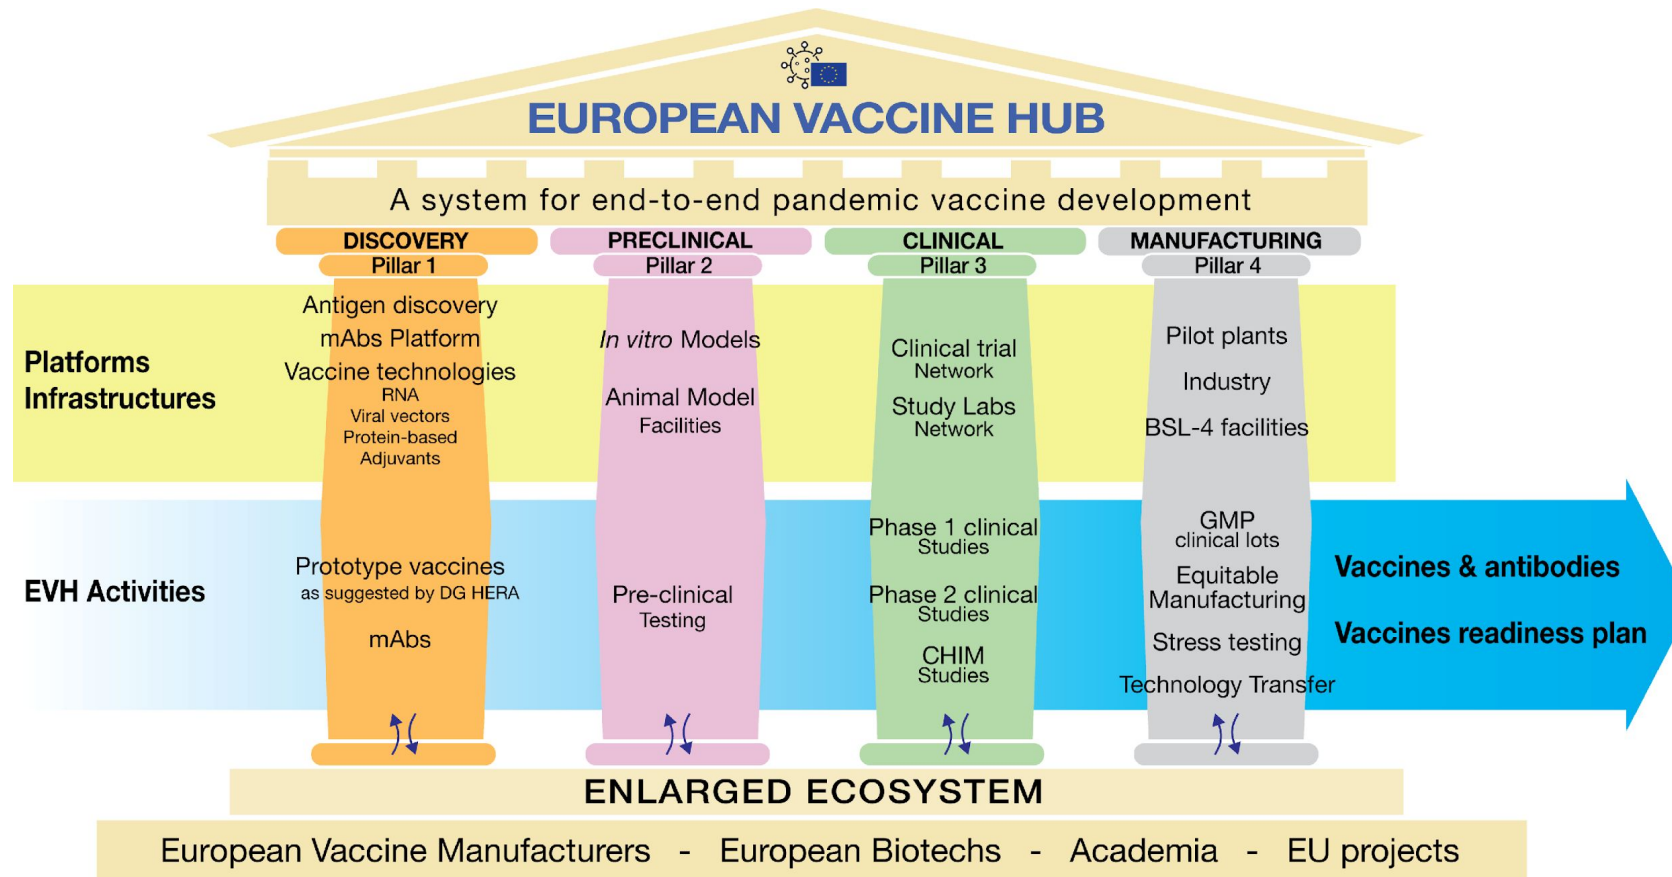 EUROPEAN VACCINE HUB
A system for end-to-end pandemic vaccine development
DISCOVERY
Pillar 1
PRECLINICAL
Pillar 2
CLINICAL
Pillar 3
MANUFACTURING
Pillar 4
Platforms
Infrastructures
Antigen discovery
mAbs Platform
Vaccine technologies
RNA
Viral vectors
Protein-based
Adjuvants
In vitro Models
Animal Model
Facilities
Clinical trial
Network
Study Labs
Network
Pilot plants
Industry
BSL-4 facilities
EVH Activities
Prototype vaccines
as suggested by DG HERA
mAbs
Pre-clinical
Testing
Phase 1 clinical
Studies
Phase 2 clinical
Studies
CHIM
Studies
GMP
clinical lots
Equitable
Manufacturing
Stress testing
Technology Transfer
Vaccines & antibodies
Vaccines readiness plan
ENLARGED ECOSYSTEM
European Vaccine Manufacturers - European Biotechs - Academia - EU projects